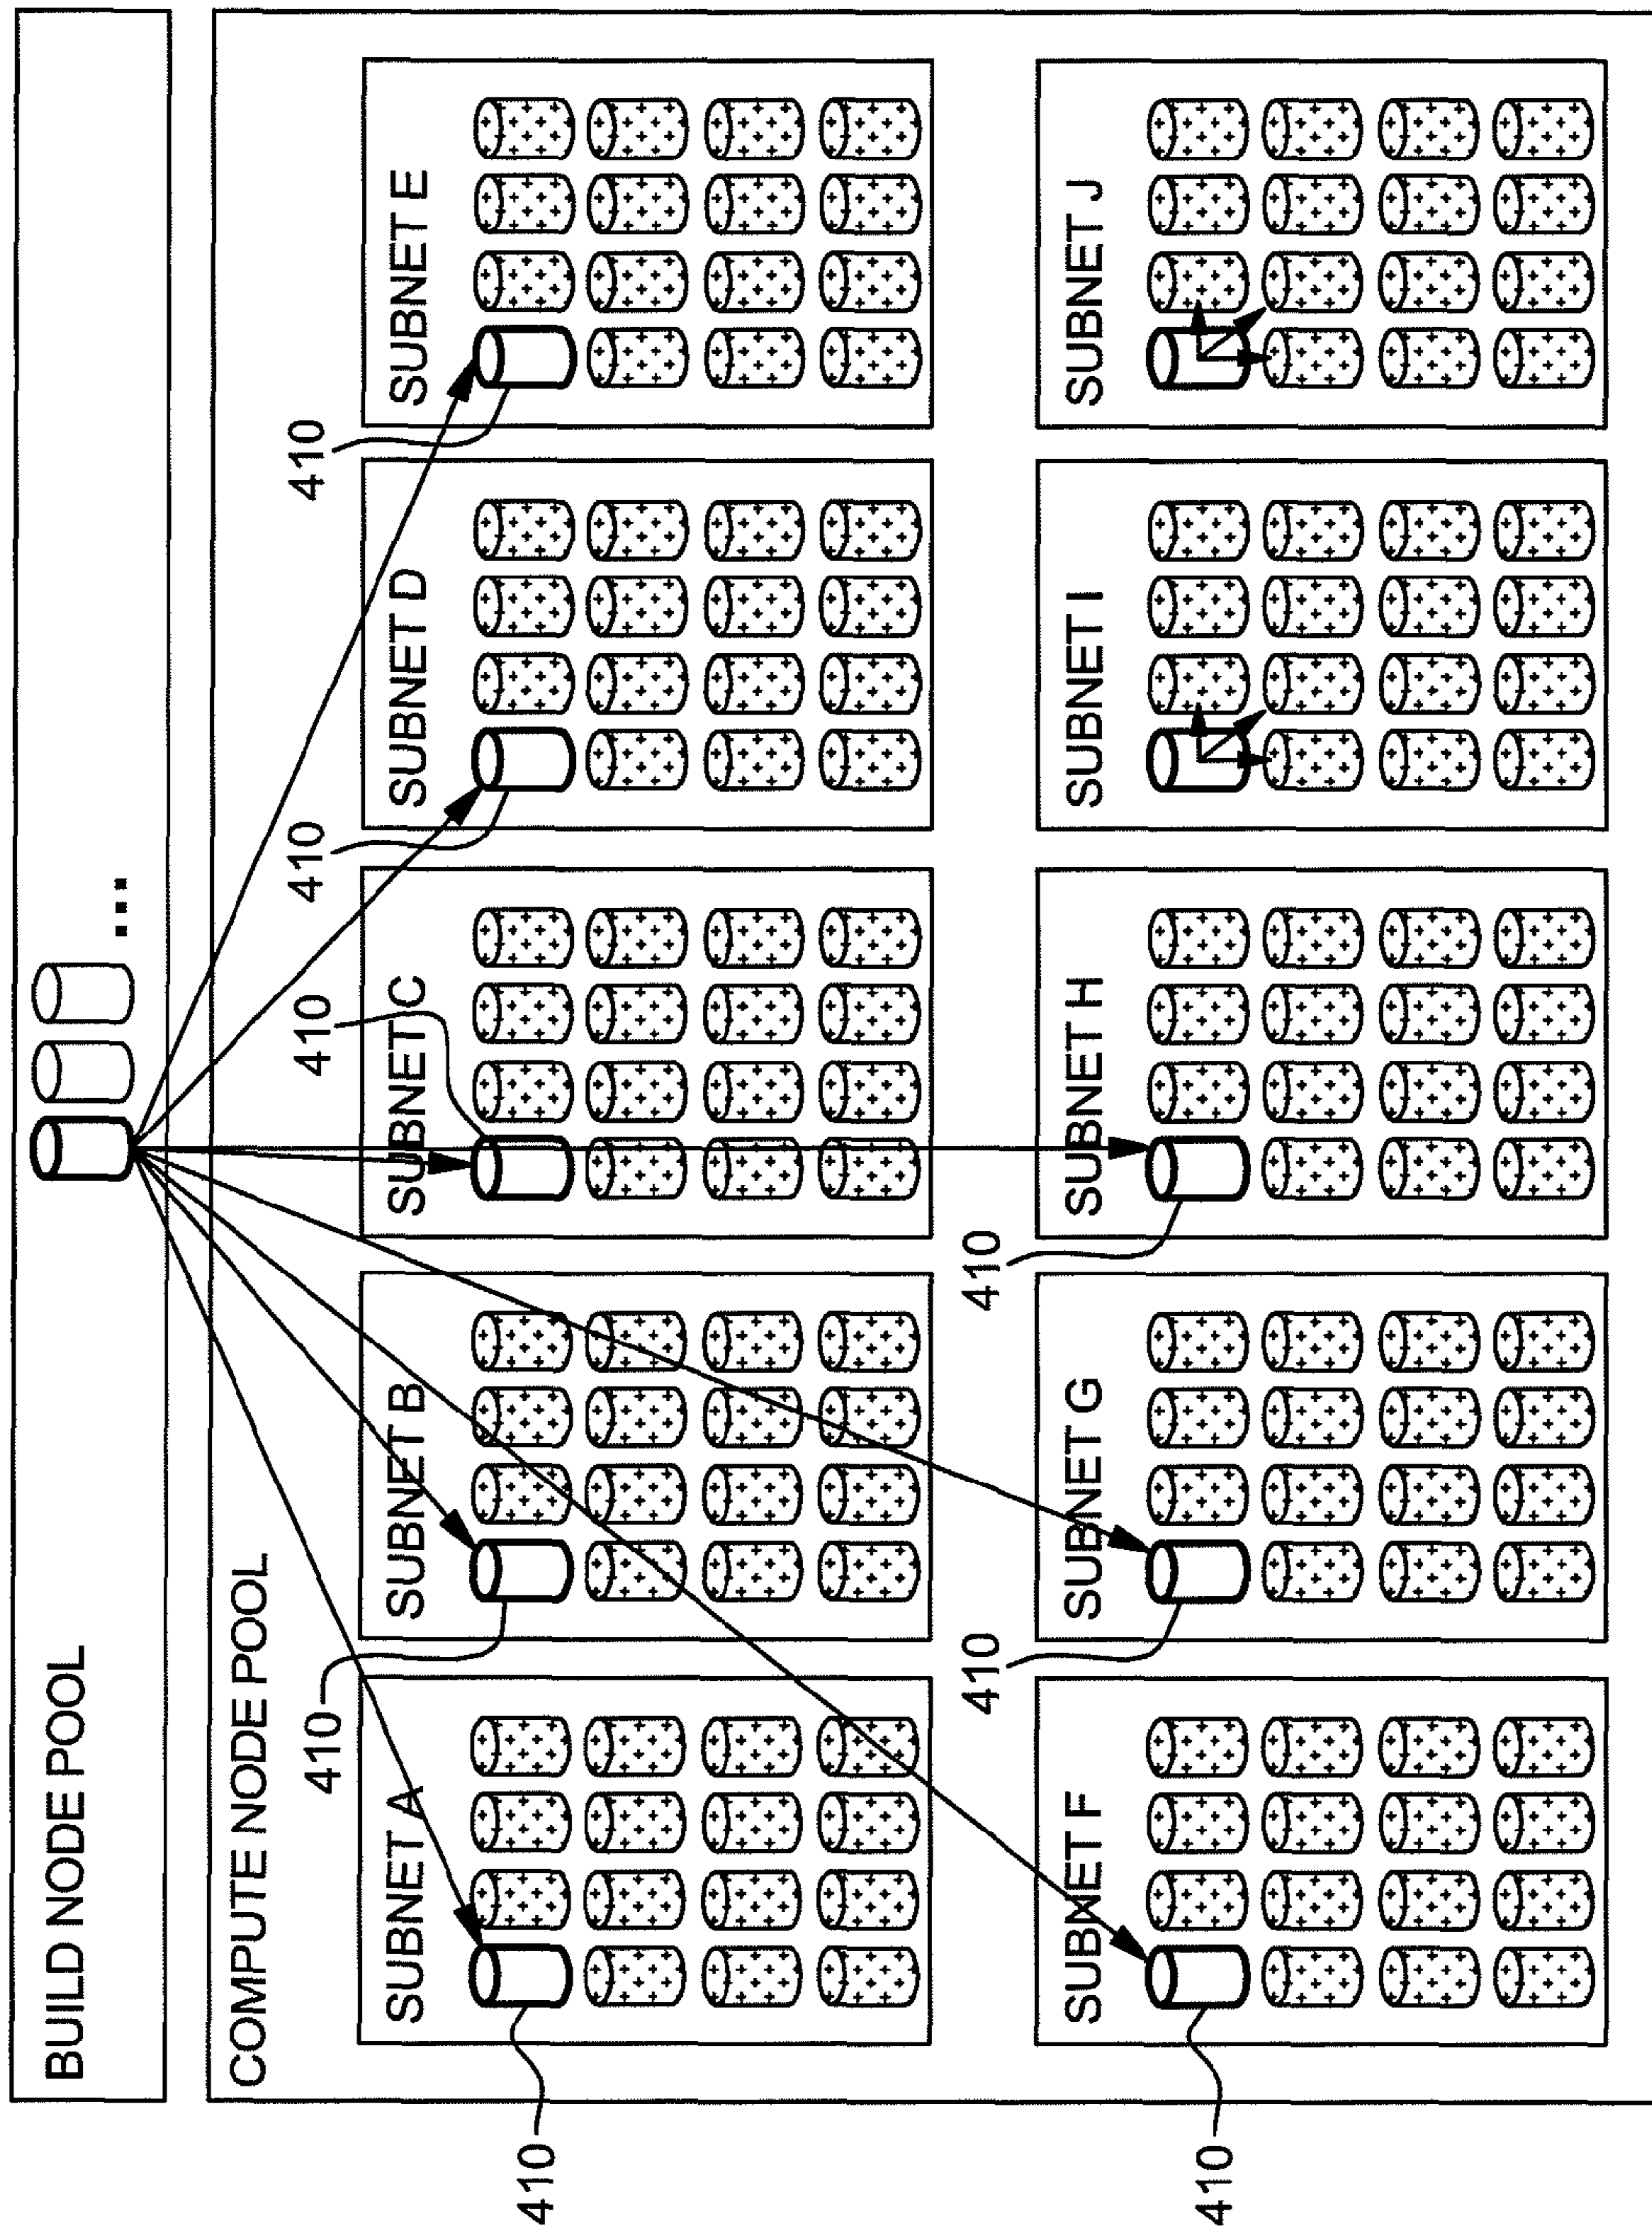 BUILD NODE POOL
...
COMPUTE NODE POOL
410
410
410
410
410
SUBNET A
SUBNET B
SUBNET C
SUBNET D
SUBNET E
410
410
410
SUBNET F
SUBNET G
SUBNET H
SUBNET I
SUBNET J